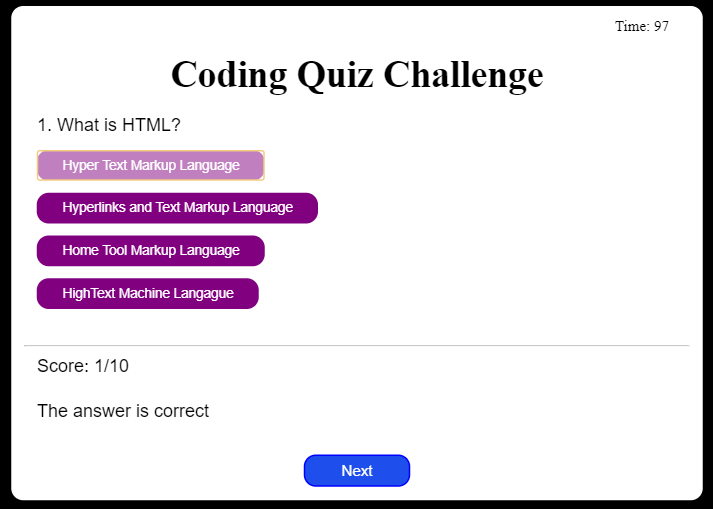 Time: 97
Coding Quiz Challenge
1. What is HTML?
Hyper Text Markup Language
Hyperlinks and Text Markup Language
Home Tool Markup Language
HighText Machine Langague
Score: 1/10
The answer is correct
Next